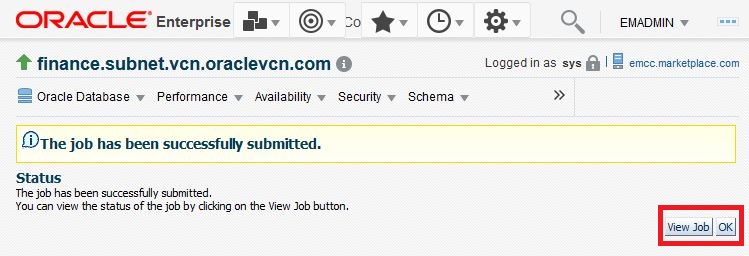 ORACLE Enterprise Co EMADMIN
finance.subnet.vcn.oraclevcn.com Logged in as sys emcc.marketplace.com
Oracle Database Performance Availability Security Schema »
The job has been successfully submitted.
Status
The job has been successfully submitted.
You can view the status of the job by clicking on the View Job button.
View Job OK